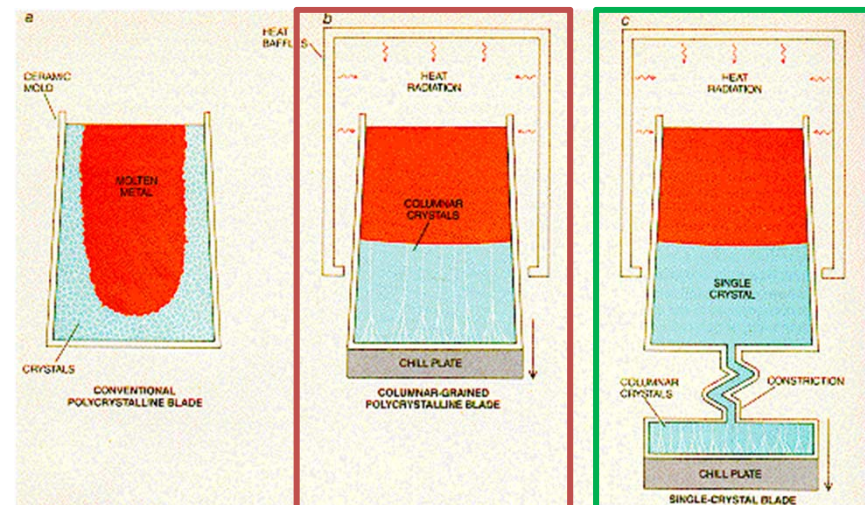 a
CERAMIC
MOLD
MOLTEN
METAL
CRYSTALS
CONVENTIONAL
POLYCRYSTALLINE BLADE
b
HEAT
BAFFLES
HEAT
RADIATION
COLUMNAR
CRYSTALS
CHILL PLATE
COLUMNAR-GRAINED
POLYCRYSTALLINE BLADE
c
HEAT
RADIATION
SINGLE
CRYSTAL
COLUMNAR
CRYSTALS
CONSTRICTION
CHILL PLATE
SINGLE-CRYSTAL BLADE